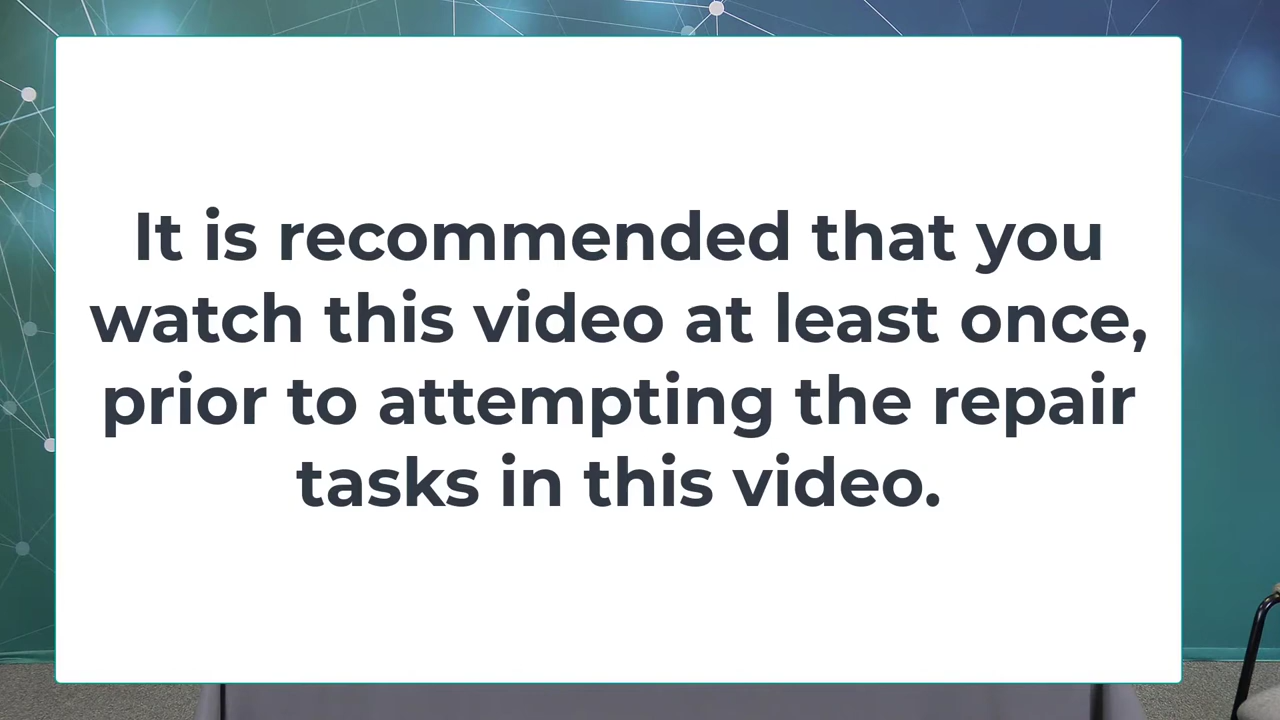 It is recommended that you
watch this video at least once,
prior to attempting the repair
tasks in this video.